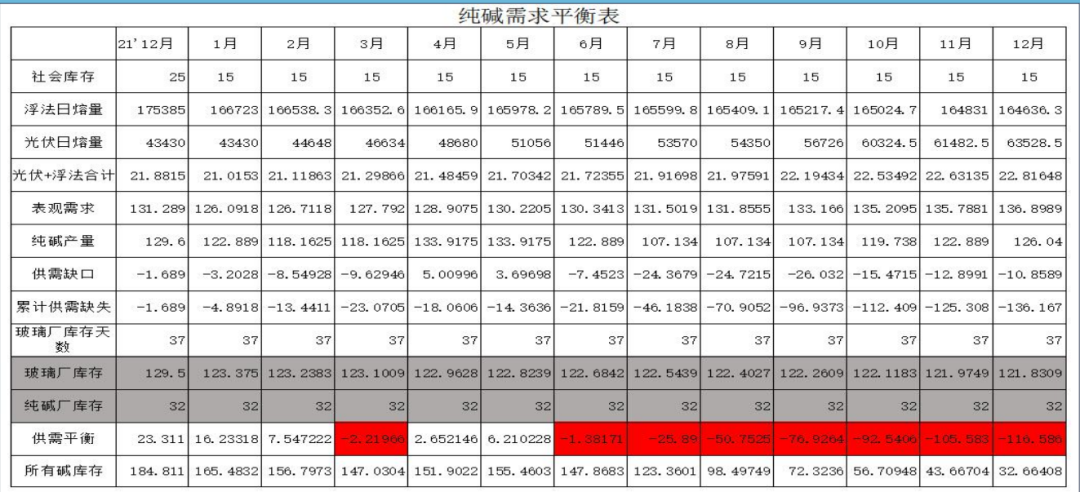 纯碱需求平衡表
21'12月 1月 2月 3月 4月 5月 6月 7月 8月 9月 10月 11月 12月
社会库存 25 15 15 15 15 15 15 15 15 15 15 15 15
浮法日熔量 175385 166723 166538.3 166352.6 166165.9 165978.2 165789.5 165599.8 165409.1 165217.4 165024.7 164831 164636.3
光伏日熔量 43430 43430 44648 46634 48680 51056 51446 53570 54350 56726 60324.5 61482.5 63528.5
光伏+浮法合计 21.8815 21.0153 21.11863 21.29866 21.48459 21.70342 21.72355 21.91698 21.97591 22.19434 22.53492 22.63135 22.81648
表观需求 131.289 126.0918 126.7118 127.792 128.9075 130.2205 130.3413 131.5019 131.8555 133.166 135.2095 135.7881 136.8989
纯碱产量 129.6 122.889 118.1625 118.1625 133.9175 133.9175 122.889 107.134 107.134 107.134 119.738 122.889 126.04
供需缺口 -1.689 -3.2028 -8.54928 -9.62946 5.00996 3.69698 -7.4523 -24.3679 -24.7215 -26.032 -15.4715 -12.8991 -10.8589
累计供需缺失 -1.689 -4.8918 -13.4411 -23.0705 -18.0606 -14.3636 -21.8159 -46.1838 -70.9052 -96.9373 -112.409 -125.308 -136.167
玻璃厂库存天
数 37 37 37 37 37 37 37 37 37 37 37 37 37
玻璃厂库存 129.5 123.375 123.2383 123.1009 122.9628 122.8239 122.6842 122.5439 122.4027 122.2609 122.1183 121.9749 121.8309
纯碱厂库存 32 32 32 32 32 32 32 32 32 32 32 32 32
供需平衡 23.311 16.23318 7.547222 -2.21966 2.652146 6.210228 -1.38171 -25.89 -50.7525 -76.9264 -92.5406 -105.583 -116.586
所有碱库存 184.811 165.4832 156.7973 147.0304 151.9022 155.4603 147.8683 123.3601 98.49749 72.3236 56.70948 43.66704 32.66408